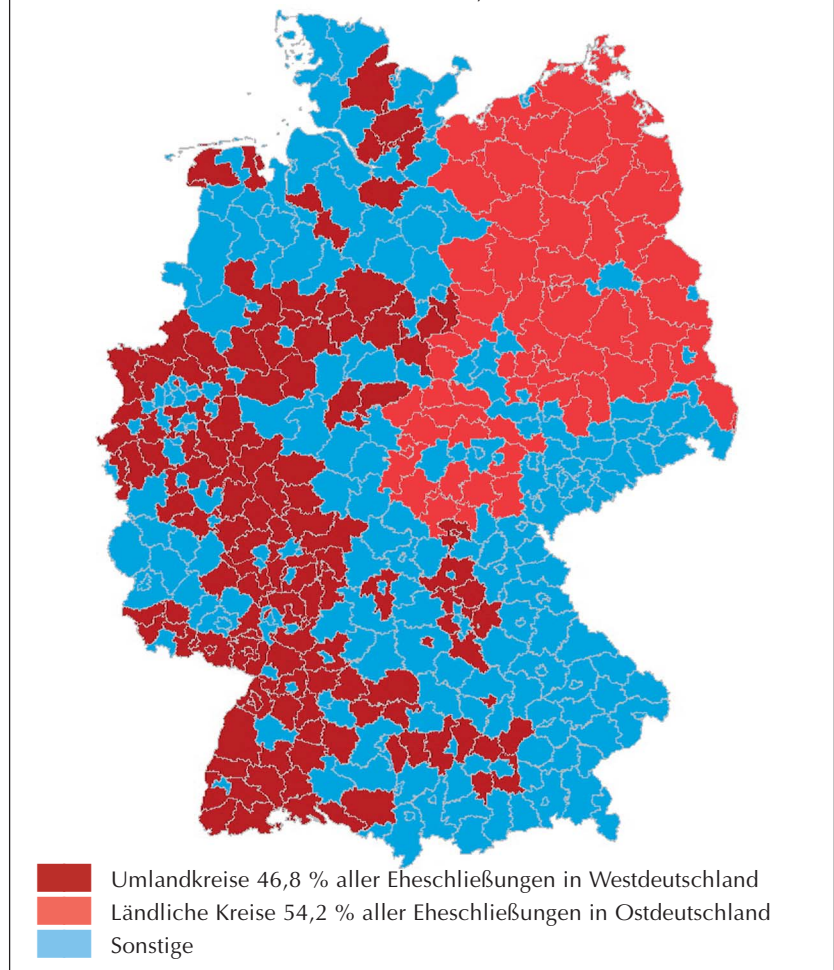 Umlandkreise 46,8 % aller Eheschließungen in Westdeutschland
Ländliche Kreise 54,2 % aller Eheschließungen in Ostdeutschland
Sonstige